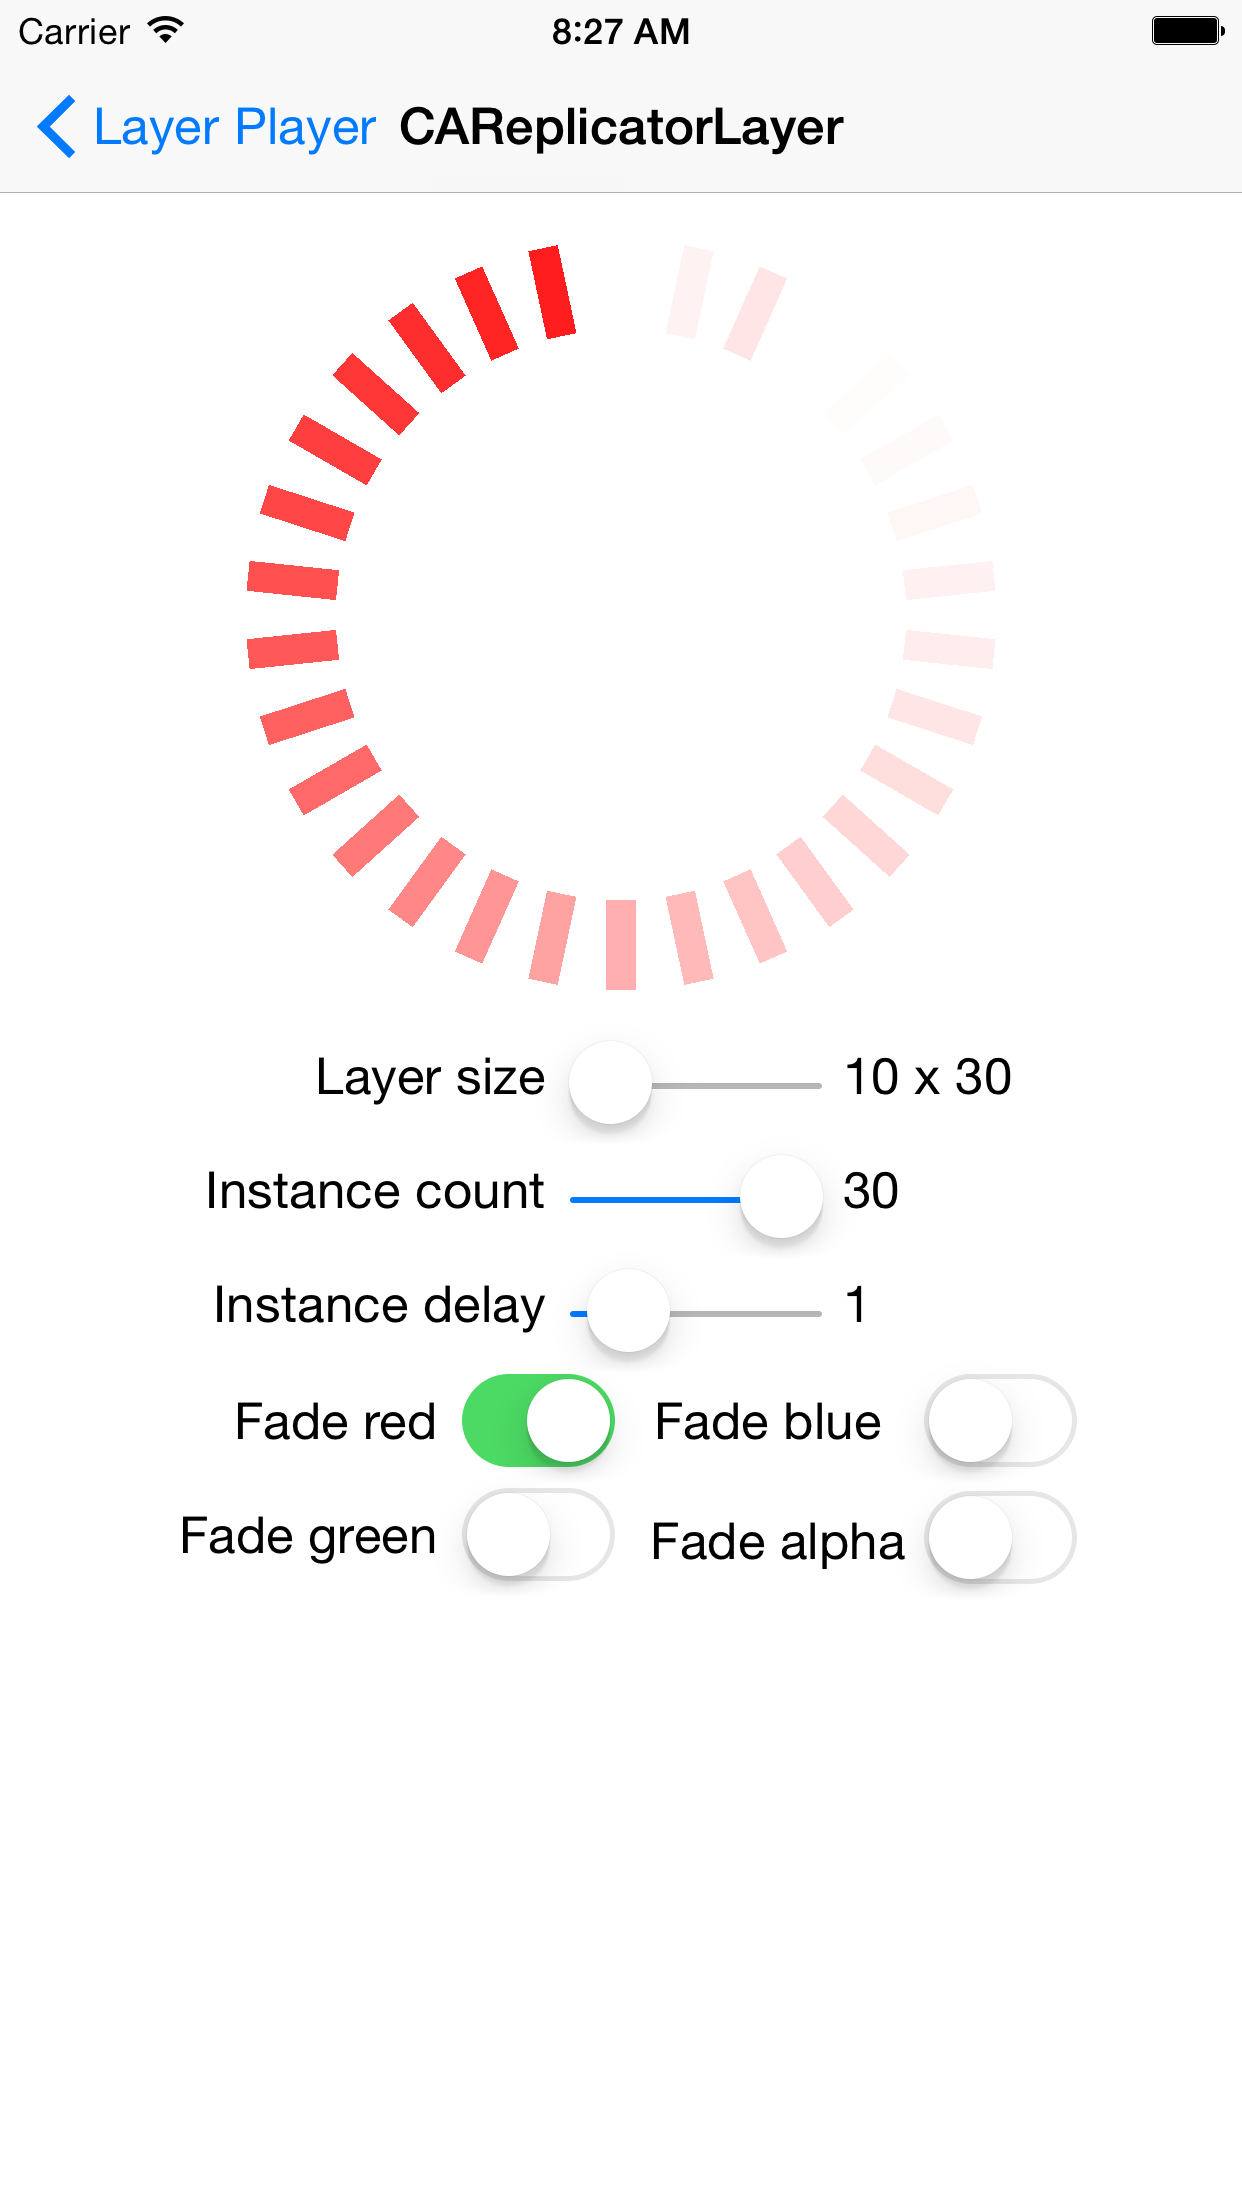 Carrier 8:27 AM
Layer Player CAReplicatorLayer
Layer size 10 x 30
Instance count 30
Instance delay 1
Fade red Fade blue
Fade green Fade alpha